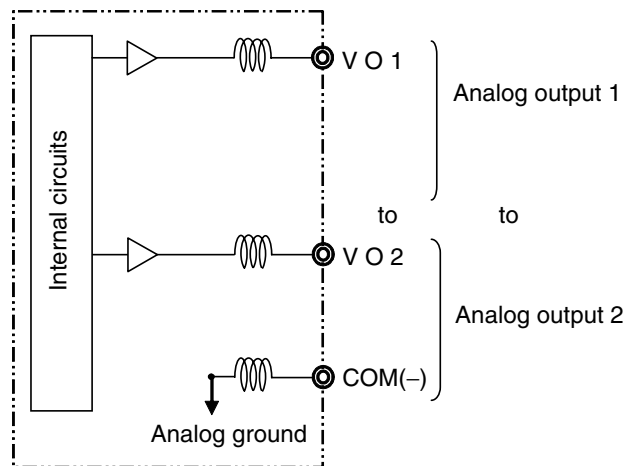 Internal circuits
V O 1
Analog output 1
to to
V O 2
Analog output 2
COM(−)
Analog ground